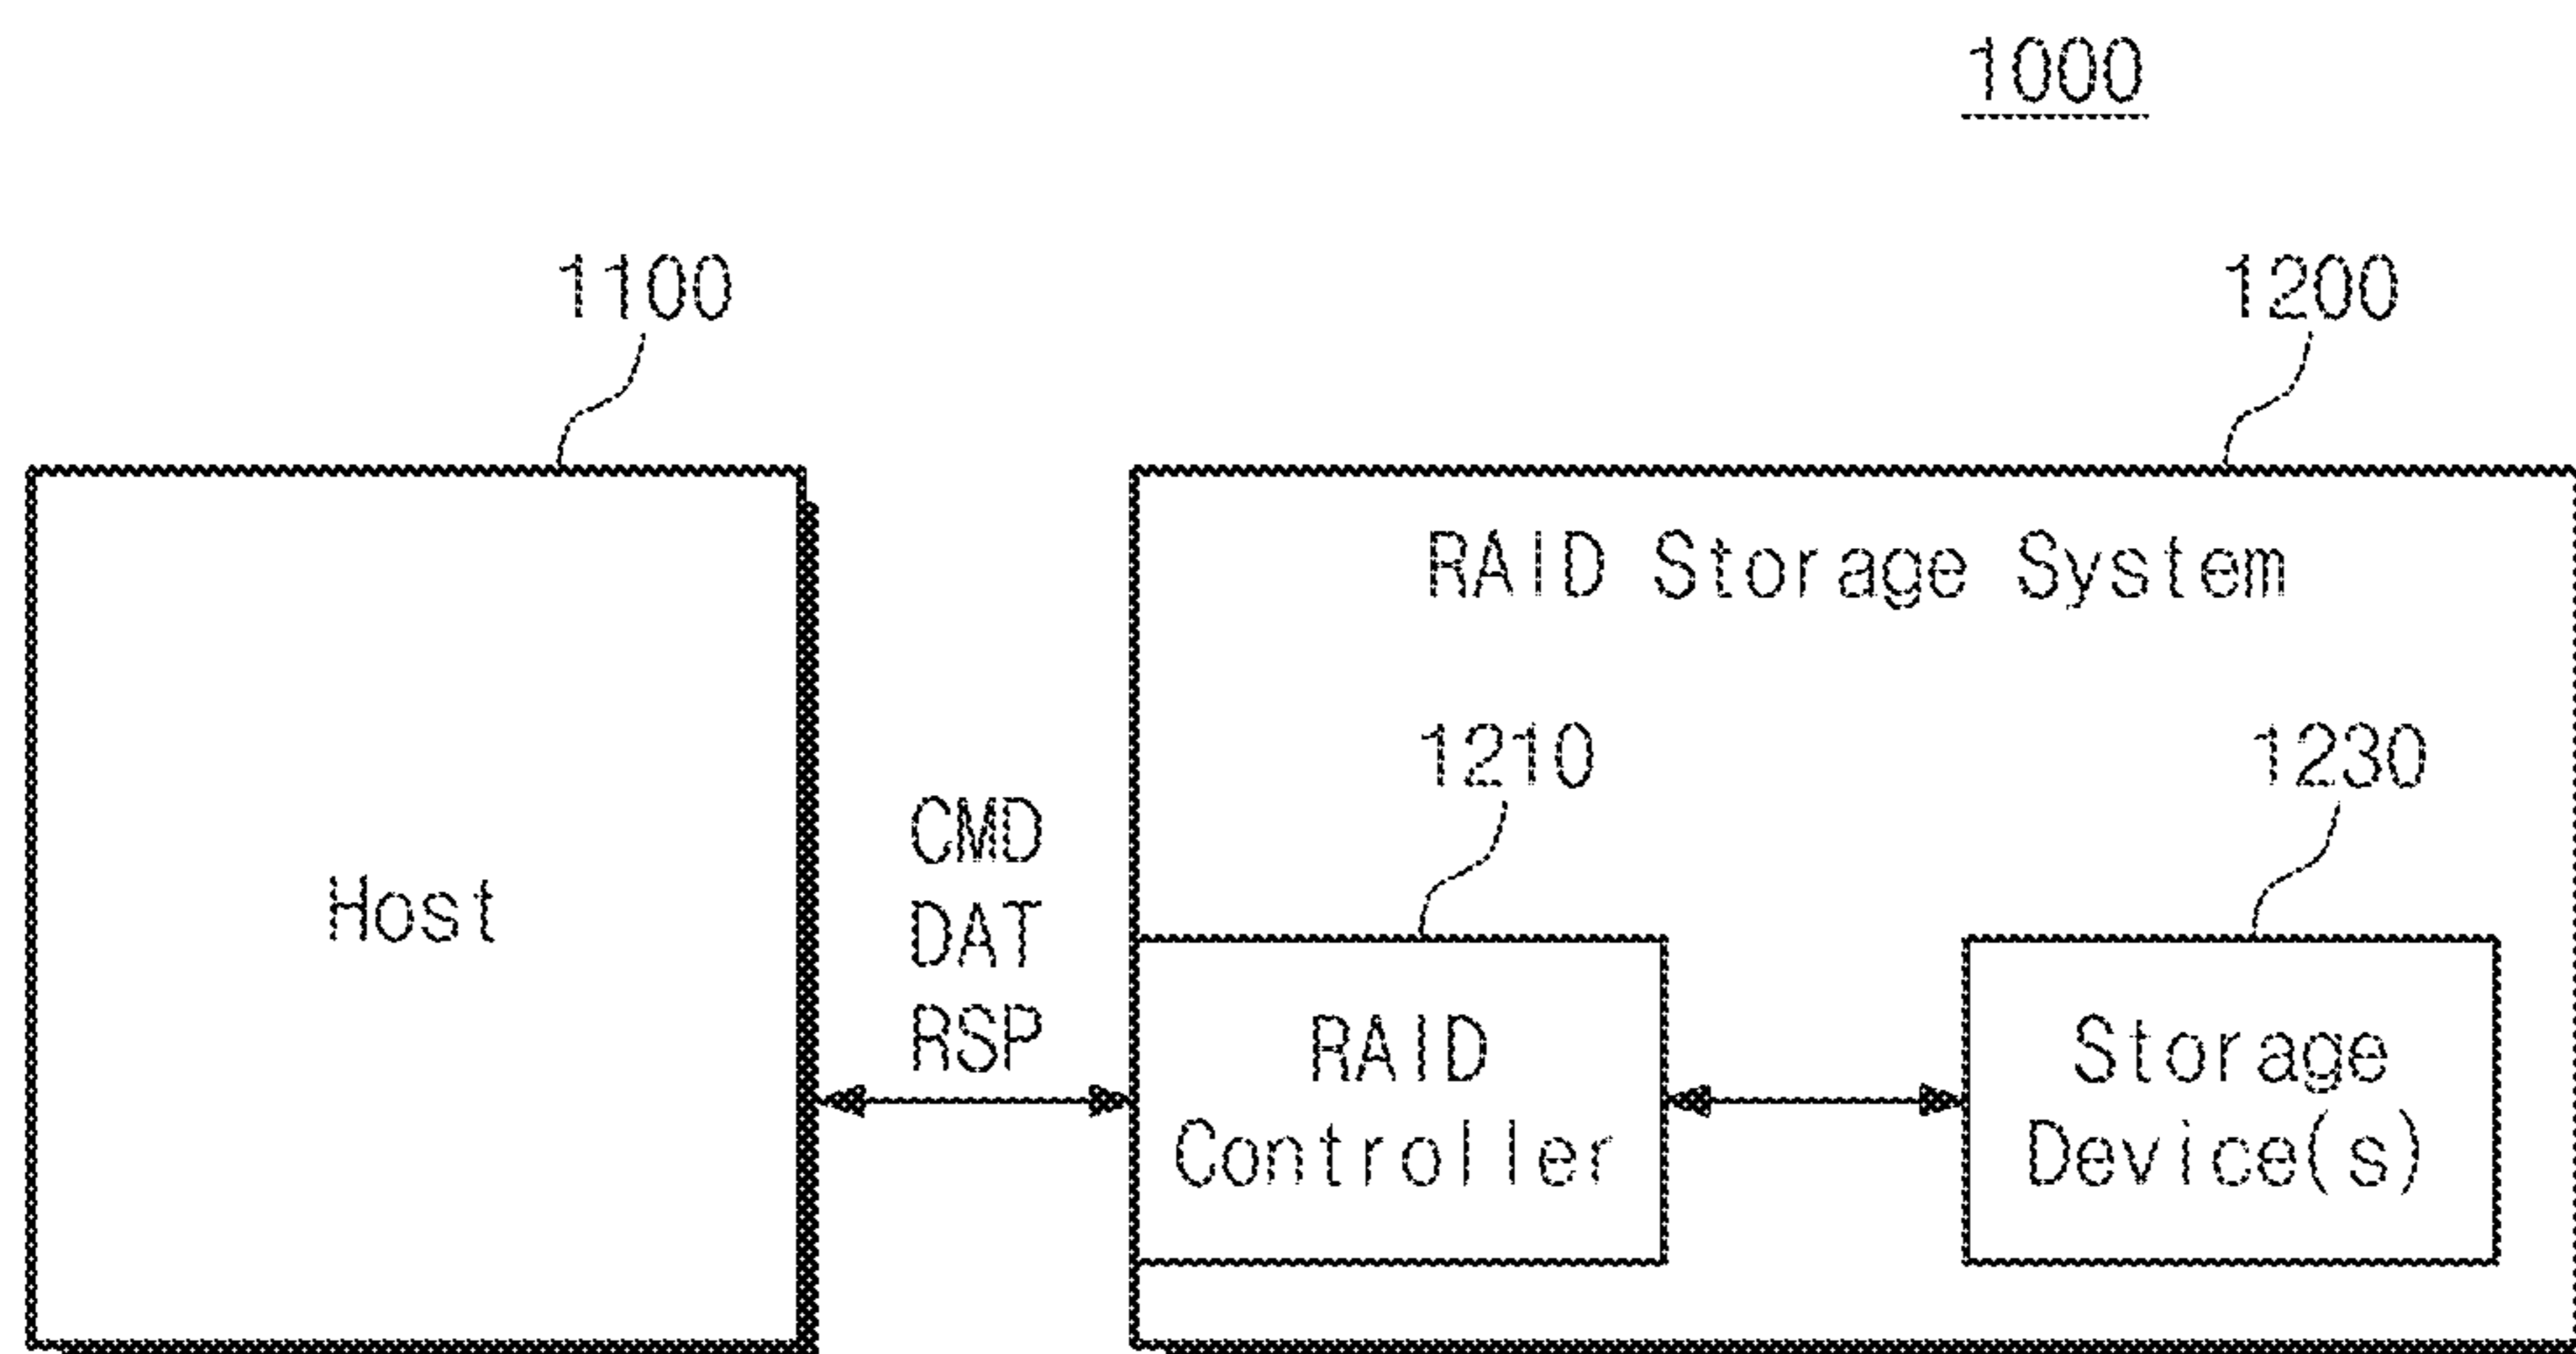 1000
1100
1200
RAID Storage System
1210
1230
CMD
DAT
RSP
Host
RAID
Controller
Storage
Device(s)